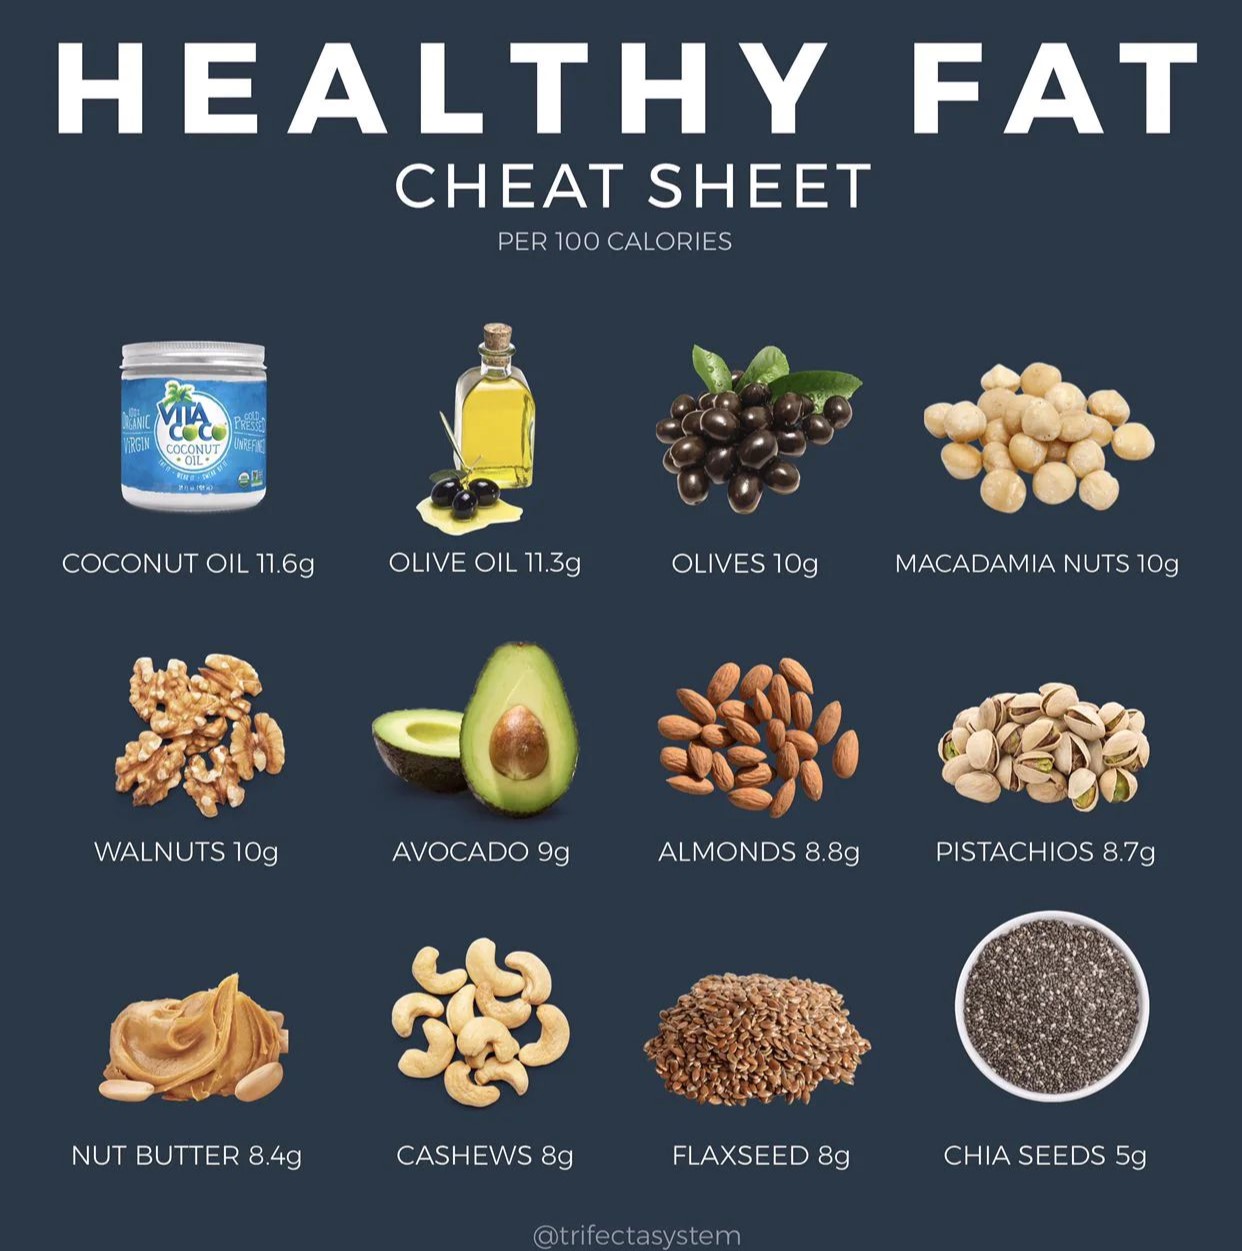 HEALTHY FAT
CHEAT SHEET
PER 100 CALORIES
100%
ORGANIC
VIRGIN
VITA
COCO
COCONUT
OIL
COLD
PRESSED
UNREFINED
COCONUT OIL 11.6g
OLIVE OIL 11.3g
OLIVES 10g
MACADAMIA NUTS 10g
WALNUTS 10g
AVOCADO 9g
ALMONDS 8.8g
PISTACHIOS 8.7g
NUT BUTTER 8.4g
CASHEWS 8g
FLAXSEED 8g
CHIA SEEDS 5g
@trifectasystem